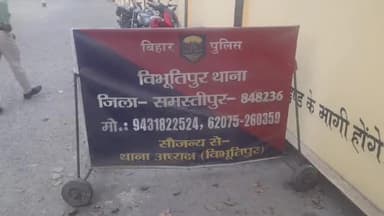 बिहार पुलिस
विभूतिपुर थाना
जिला- समस्तीपुर- 848236
मो.: 9431822524, 62075-260359
सौजन्य से-
थाना अध्यक्ष (विभूतिपुर)
के भागी होंगे